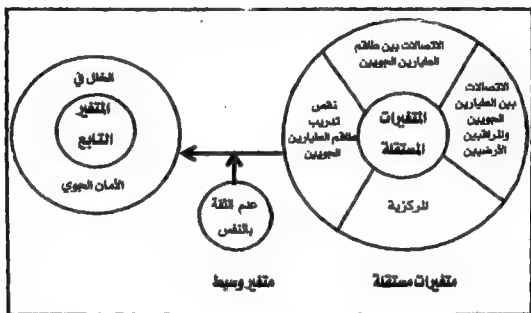 الاتصالات بين طاقم
الطيارين الجويين
الاتصالات
بين الطيارين
الجويين
والمراقبين
الأرضيين
المتغيرات
المستقلة
نقص
تدريب
طاقم الطيارين
الجويين
المركزية
متغيرات مستقلة
عدم الثقة
بالنفس
متغير وسيط
الخلل في
المتغير
التابع
الأمان الجوي